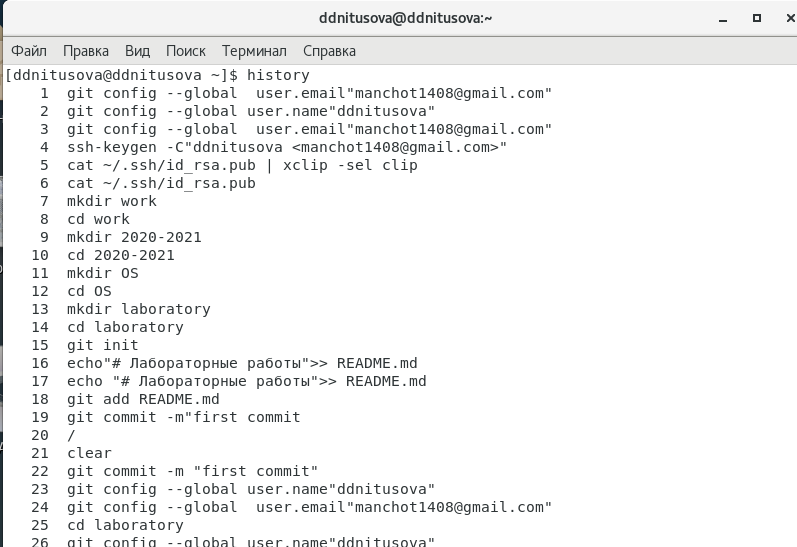 ddnitusova@ddnitusova:~
Файл Правка Вид Поиск Терминал Справка
[ddnitusova@ddnitusova ~]$ history
1 git config --global  user.email"manchot1408@gmail.com"
2 git config --global user.name"ddnitusova"
3 git config --global  user.email"manchot1408@gmail.com"
4 ssh-keygen -C"ddnitusova <manchot1408@gmail.com>"
5 cat ~/.ssh/id_rsa.pub | xclip -sel clip
6 cat ~/.ssh/id_rsa.pub
7 mkdir work
8 cd work
9 mkdir 2020-2021
10 cd 2020-2021
11 mkdir OS
12 cd OS
13 mkdir laboratory
14 cd laboratory
15 git init
16 echo"# Лабораторные работы">> README.md
17 echo "# Лабораторные работы">> README.md
18 git add README.md
19 git commit -m"first commit
20 /
21 clear
22 git commit -m "first commit"
23 git config --global user.name"ddnitusova"
24 git config --global  user.email"manchot1408@gmail.com"
25 cd laboratory
26 git config --global user.name"ddnitusova"